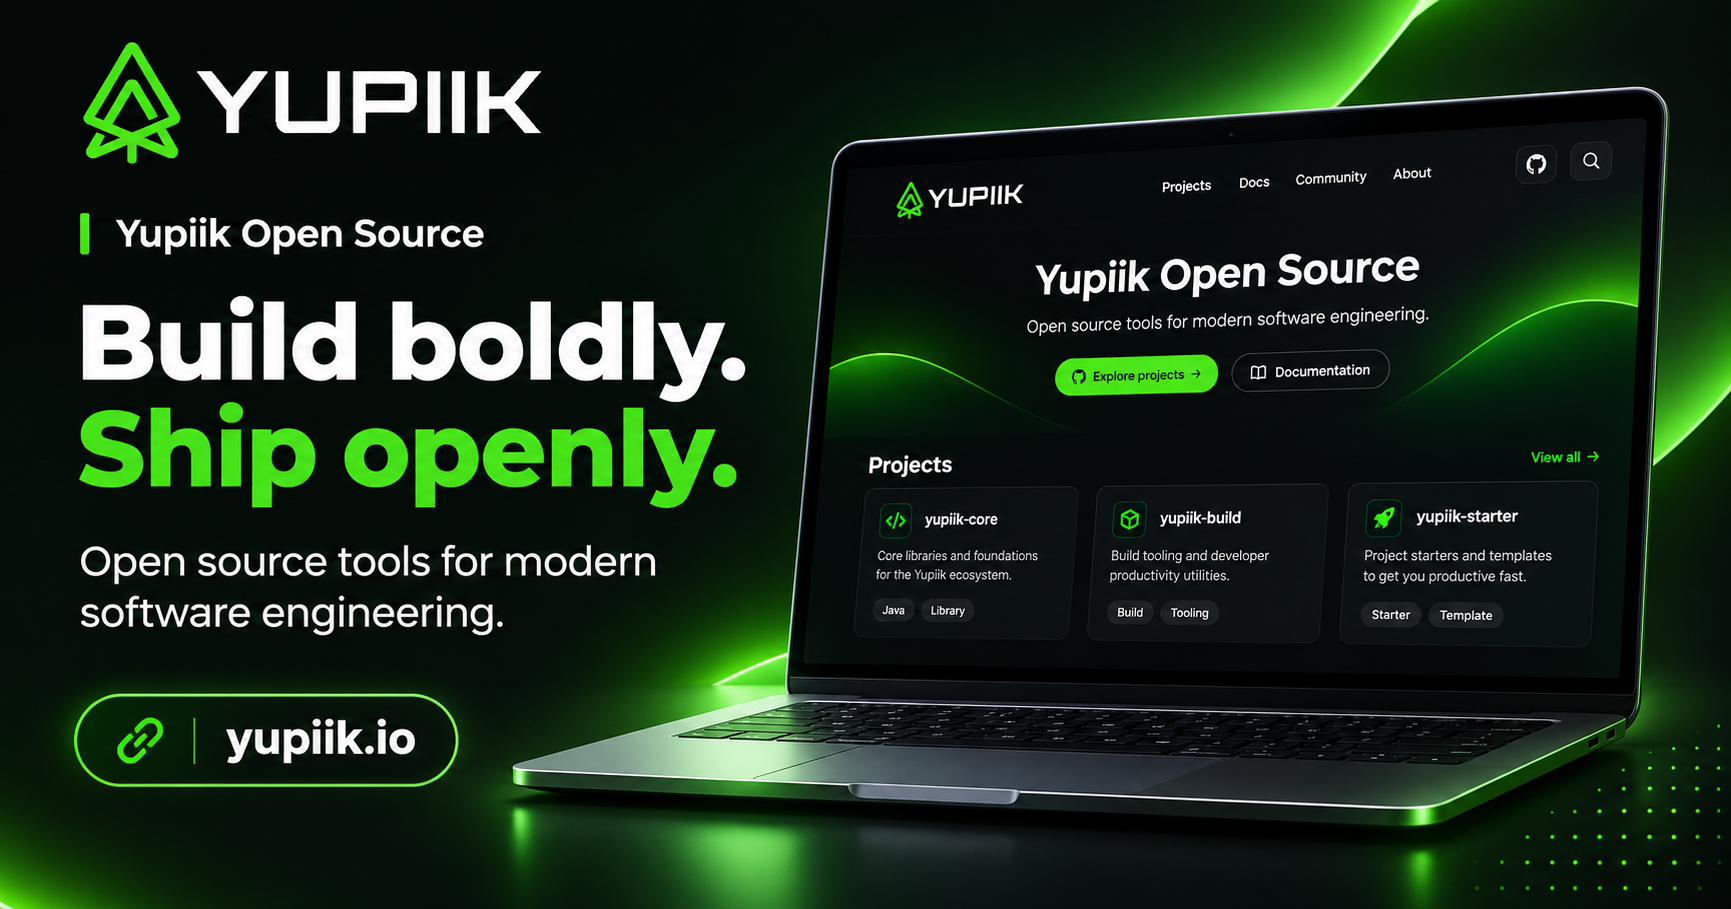 YUPIIK
Yupiik Open Source
Build boldly.
Ship openly.
Open source tools for modern
software engineering.
yupiik.io
YUPIIK
Projects
Docs
Community
About
Yupiik Open Source
Open source tools for modern software engineering.
Explore projects →
Documentation
Projects
View all →
yupiik-core
Core libraries and foundations
for the Yupiik ecosystem.
Java
Library
yupiik-build
Build tooling and developer
productivity utilities.
Build
Tooling
yupiik-starter
Project starters and templates
to get you productive fast.
Starter
Template